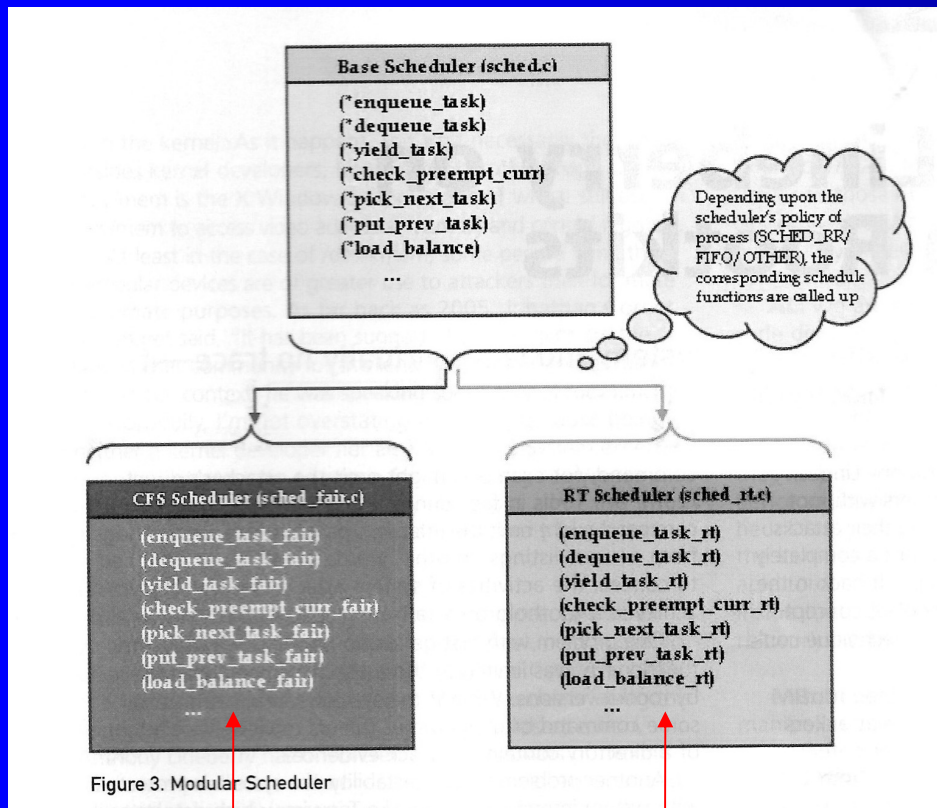 Base Scheduler (sched.c)
(*enqueue_task)
(*dequeue_task)
(*yield_task)
(*check_preempt_curr)
(*pick_next_task)
(*put_prev_task)
(*load_balance)
...
Depending upon the
scheduler's policy of
process (SCHED_RR/
FIFO/ OTHER), the
corresponding schedule
functions are called up
CFS Scheduler (sched_fair.c)
(enqueue_task_fair)
(dequeue_task_fair)
(yield_task_fair)
(check_preempt_curr_fair)
(pick_next_task_fair)
(put_prev_task_fair)
(load_balance_fair)
...
RT Scheduler (sched_rt.c)
(enqueue_task_rt)
(dequeue_task_rt)
(yield_task_rt)
(check_preempt_curr_rt)
(pick_next_task_rt)
(put_prev_task_rt)
(load_balance_rt)
...
Figure 3. Modular Scheduler